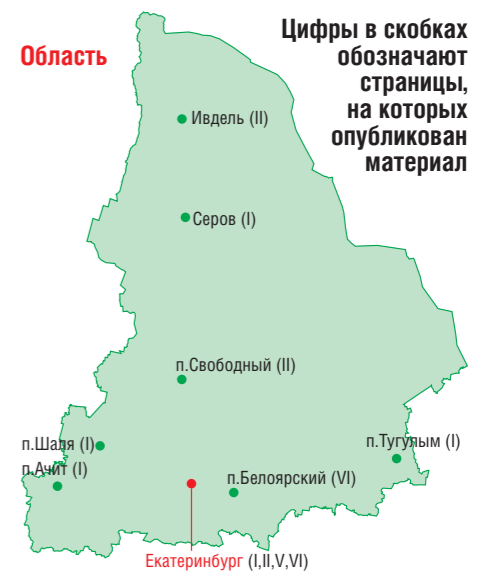 Область
Цифры в скобках
обозначают
страницы,
на которых
опубликован
материал
Ивдель (II)
Серов (I)
п.Свободный (II)
п.Шаля (I)
п.Тугулым (I)
п.Ачит (I)
п.Белоярский (VI)
Екатеринбург (I,II,V,VI)